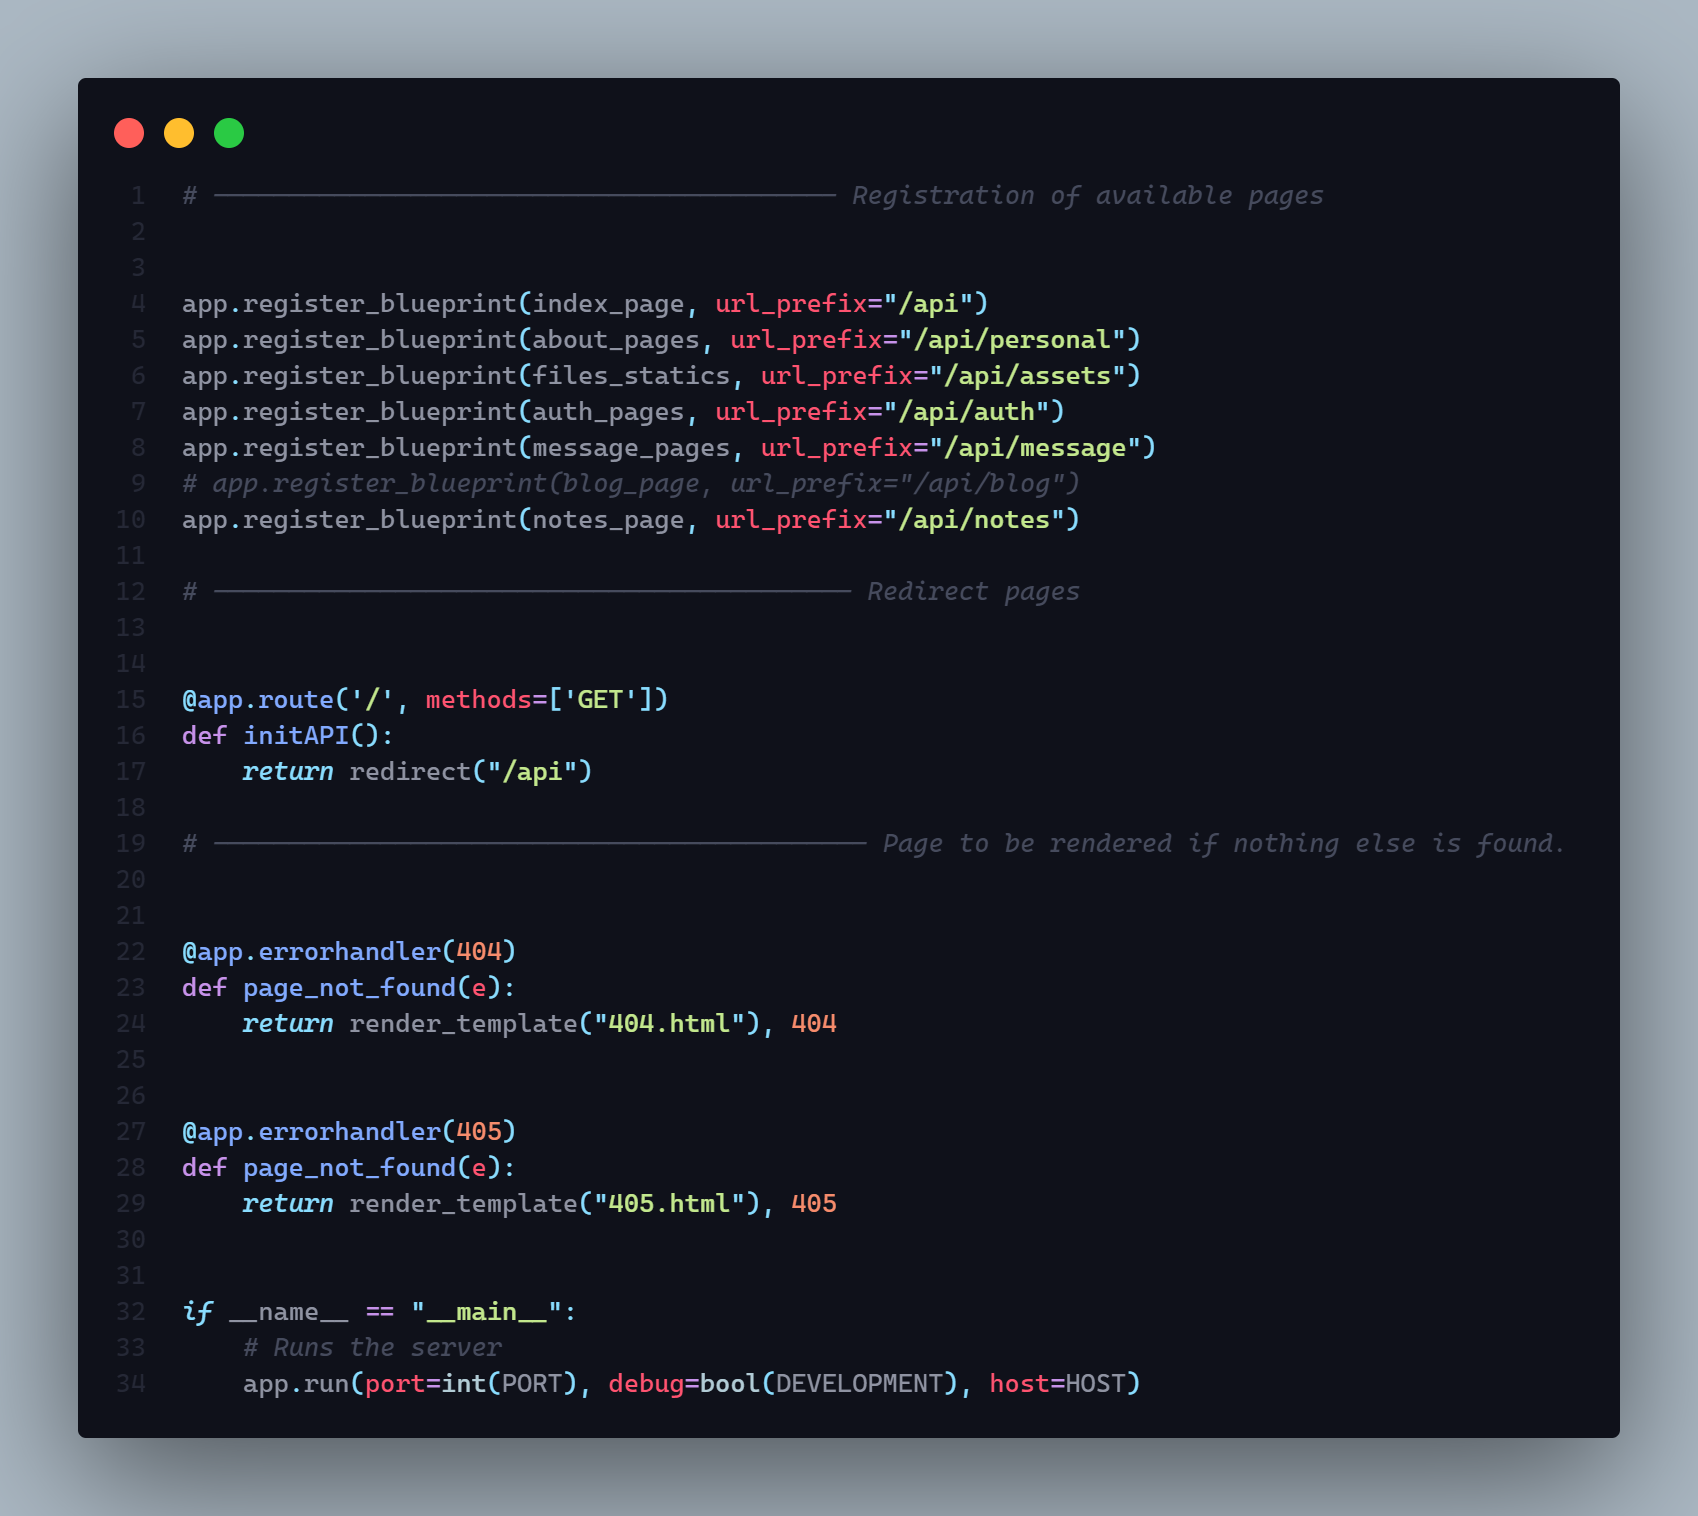 1 # ───────────────────────────────────────── Registration of available pages
2
3
4 app.register_blueprint(index_page, url_prefix="/api")
5 app.register_blueprint(about_pages, url_prefix="/api/personal")
6 app.register_blueprint(files_statics, url_prefix="/api/assets")
7 app.register_blueprint(auth_pages, url_prefix="/api/auth")
8 app.register_blueprint(message_pages, url_prefix="/api/message")
9 # app.register_blueprint(blog_page, url_prefix="/api/blog")
10 app.register_blueprint(notes_page, url_prefix="/api/notes")
11
12 # ────────────────────────────────────────── Redirect pages
13
14
15 @app.route('/', methods=['GET'])
16 def initAPI():
17     return redirect("/api")
18
19 # ─────────────────────────────────────────── Page to be rendered if nothing else is found.
20
21
22 @app.errorhandler(404)
23 def page_not_found(e):
24     return render_template("404.html"), 404
25
26
27 @app.errorhandler(405)
28 def page_not_found(e):
29     return render_template("405.html"), 405
30
31
32 if __name__ == "__main__":
33     # Runs the server
34     app.run(port=int(PORT), debug=bool(DEVELOPMENT), host=HOST)